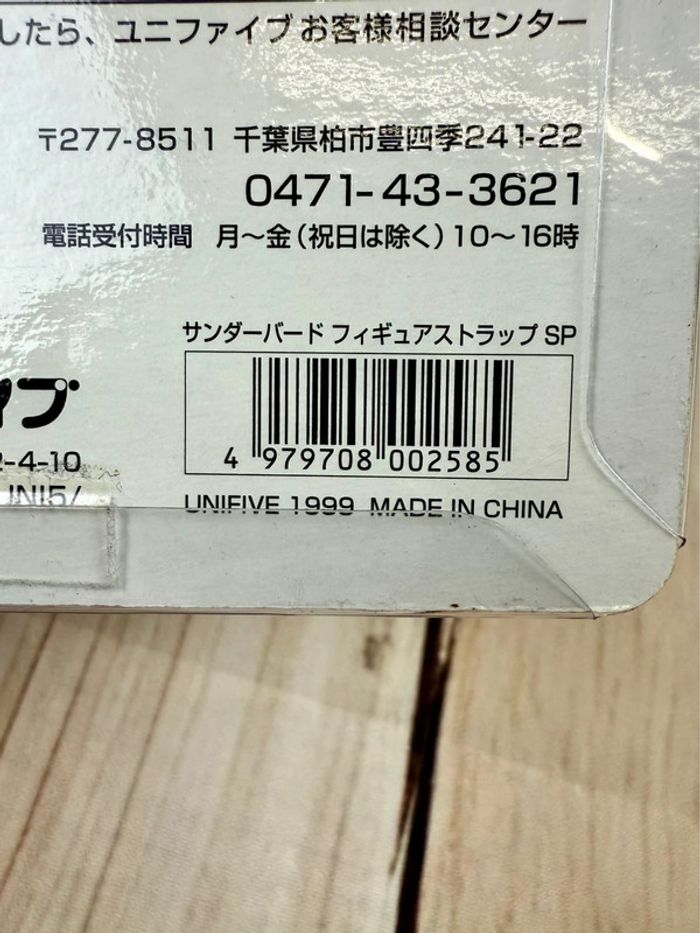 したら、ユニファイブお客様相談センター
〒277-8511 千葉県柏市豊四季241-22
0471-43-3621
電話受付時間 月〜金（祝日は除く）10〜16時
サンダーバード フィギュアストラップ SP
イブ
2-4-10
4 979708 002585
UNIFIVE 1999 MADE IN CHINA